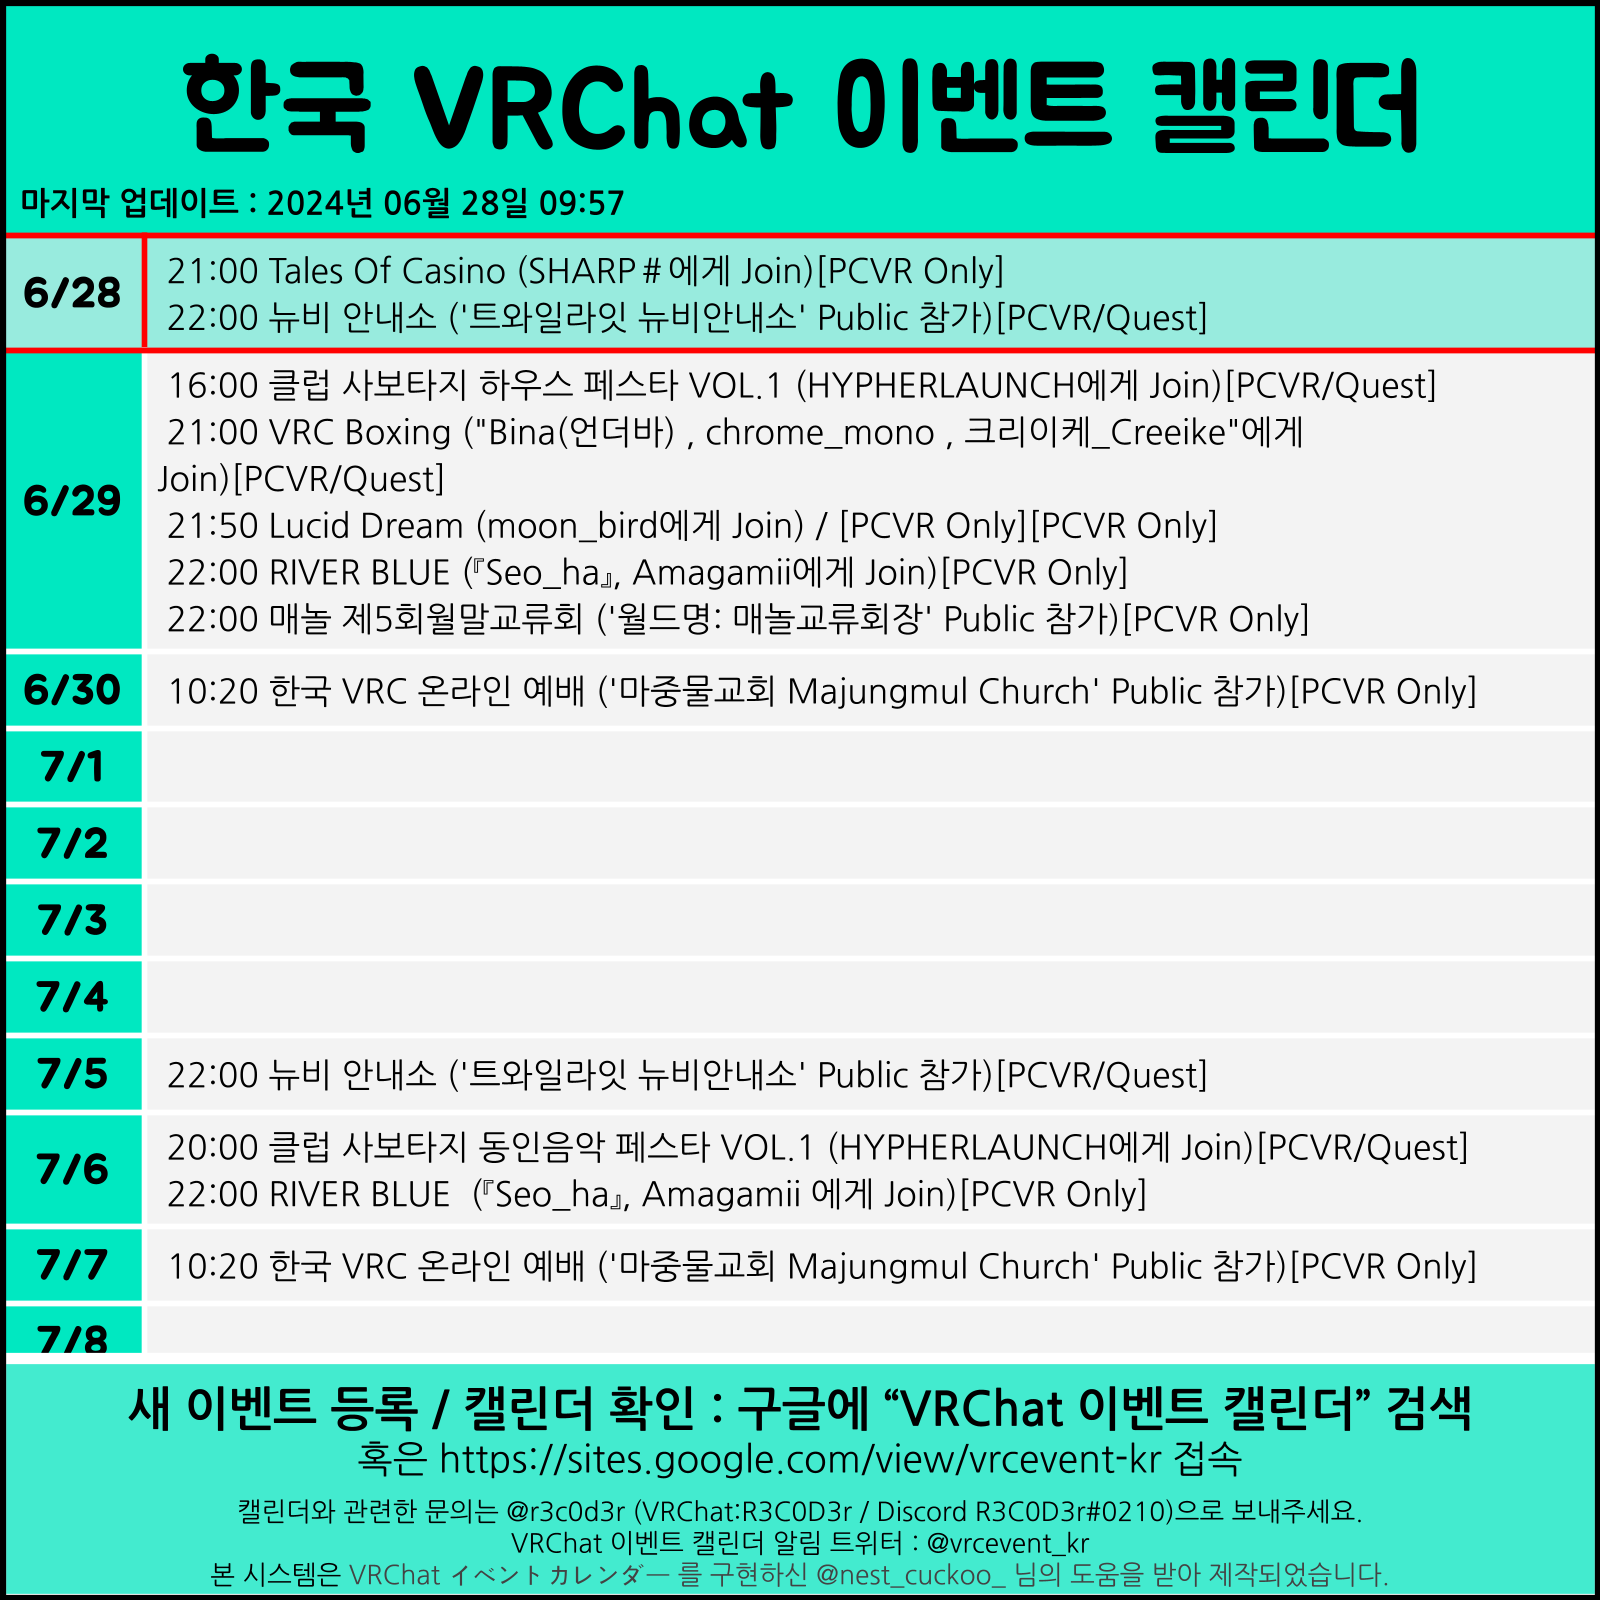 한국 VRChat 이벤트 캘린더
마지막 업데이트 : 2024년 06월 28일 09:57
6/28
21:00 Tales Of Casino (SHARP＃에게 Join)[PCVR Only]
22:00 뉴비 안내소 ('트와일라잇 뉴비안내소' Public 참가)[PCVR/Quest]
6/29
16:00 클럽 사보타지 하우스 페스타 VOL.1 (HYPHERLAUNCH에게 Join)[PCVR/Quest]
21:00 VRC Boxing ("Bina(언더바) , chrome_mono , 크리이케_Creeike"에게
Join)[PCVR/Quest]
21:50 Lucid Dream (moon_bird에게 Join) / [PCVR Only][PCVR Only]
22:00 RIVER BLUE (『Seo_ha』, Amagamii에게 Join)[PCVR Only]
22:00 매놀 제5회월말교류회 ('월드명: 매놀교류회장' Public 참가)[PCVR Only]
6/30
10:20 한국 VRC 온라인 예배 ('마중물교회 Majungmul Church' Public 참가)[PCVR Only]
7/1
7/2
7/3
7/4
7/5
22:00 뉴비 안내소 ('트와일라잇 뉴비안내소' Public 참가)[PCVR/Quest]
7/6
20:00 클럽 사보타지 동인음악 페스타 VOL.1 (HYPHERLAUNCH에게 Join)[PCVR/Quest]
22:00 RIVER BLUE  (『Seo_ha』, Amagamii 에게 Join)[PCVR Only]
7/7
10:20 한국 VRC 온라인 예배 ('마중물교회 Majungmul Church' Public 참가)[PCVR Only]
7/8
새 이벤트 등록 / 캘린더 확인 : 구글에 “VRChat 이벤트 캘린더” 검색
혹은 https://sites.google.com/view/vrcevent-kr 접속
캘린더와 관련한 문의는 @r3c0d3r (VRChat:R3C0D3r / Discord R3C0D3r#0210)으로 보내주세요.
VRChat 이벤트 캘린더 알림 트위터 : @vrcevent_kr
본 시스템은 VRChat イベントカレンダー 를 구현하신 @nest_cuckoo_ 님의 도움을 받아 제작되었습니다.